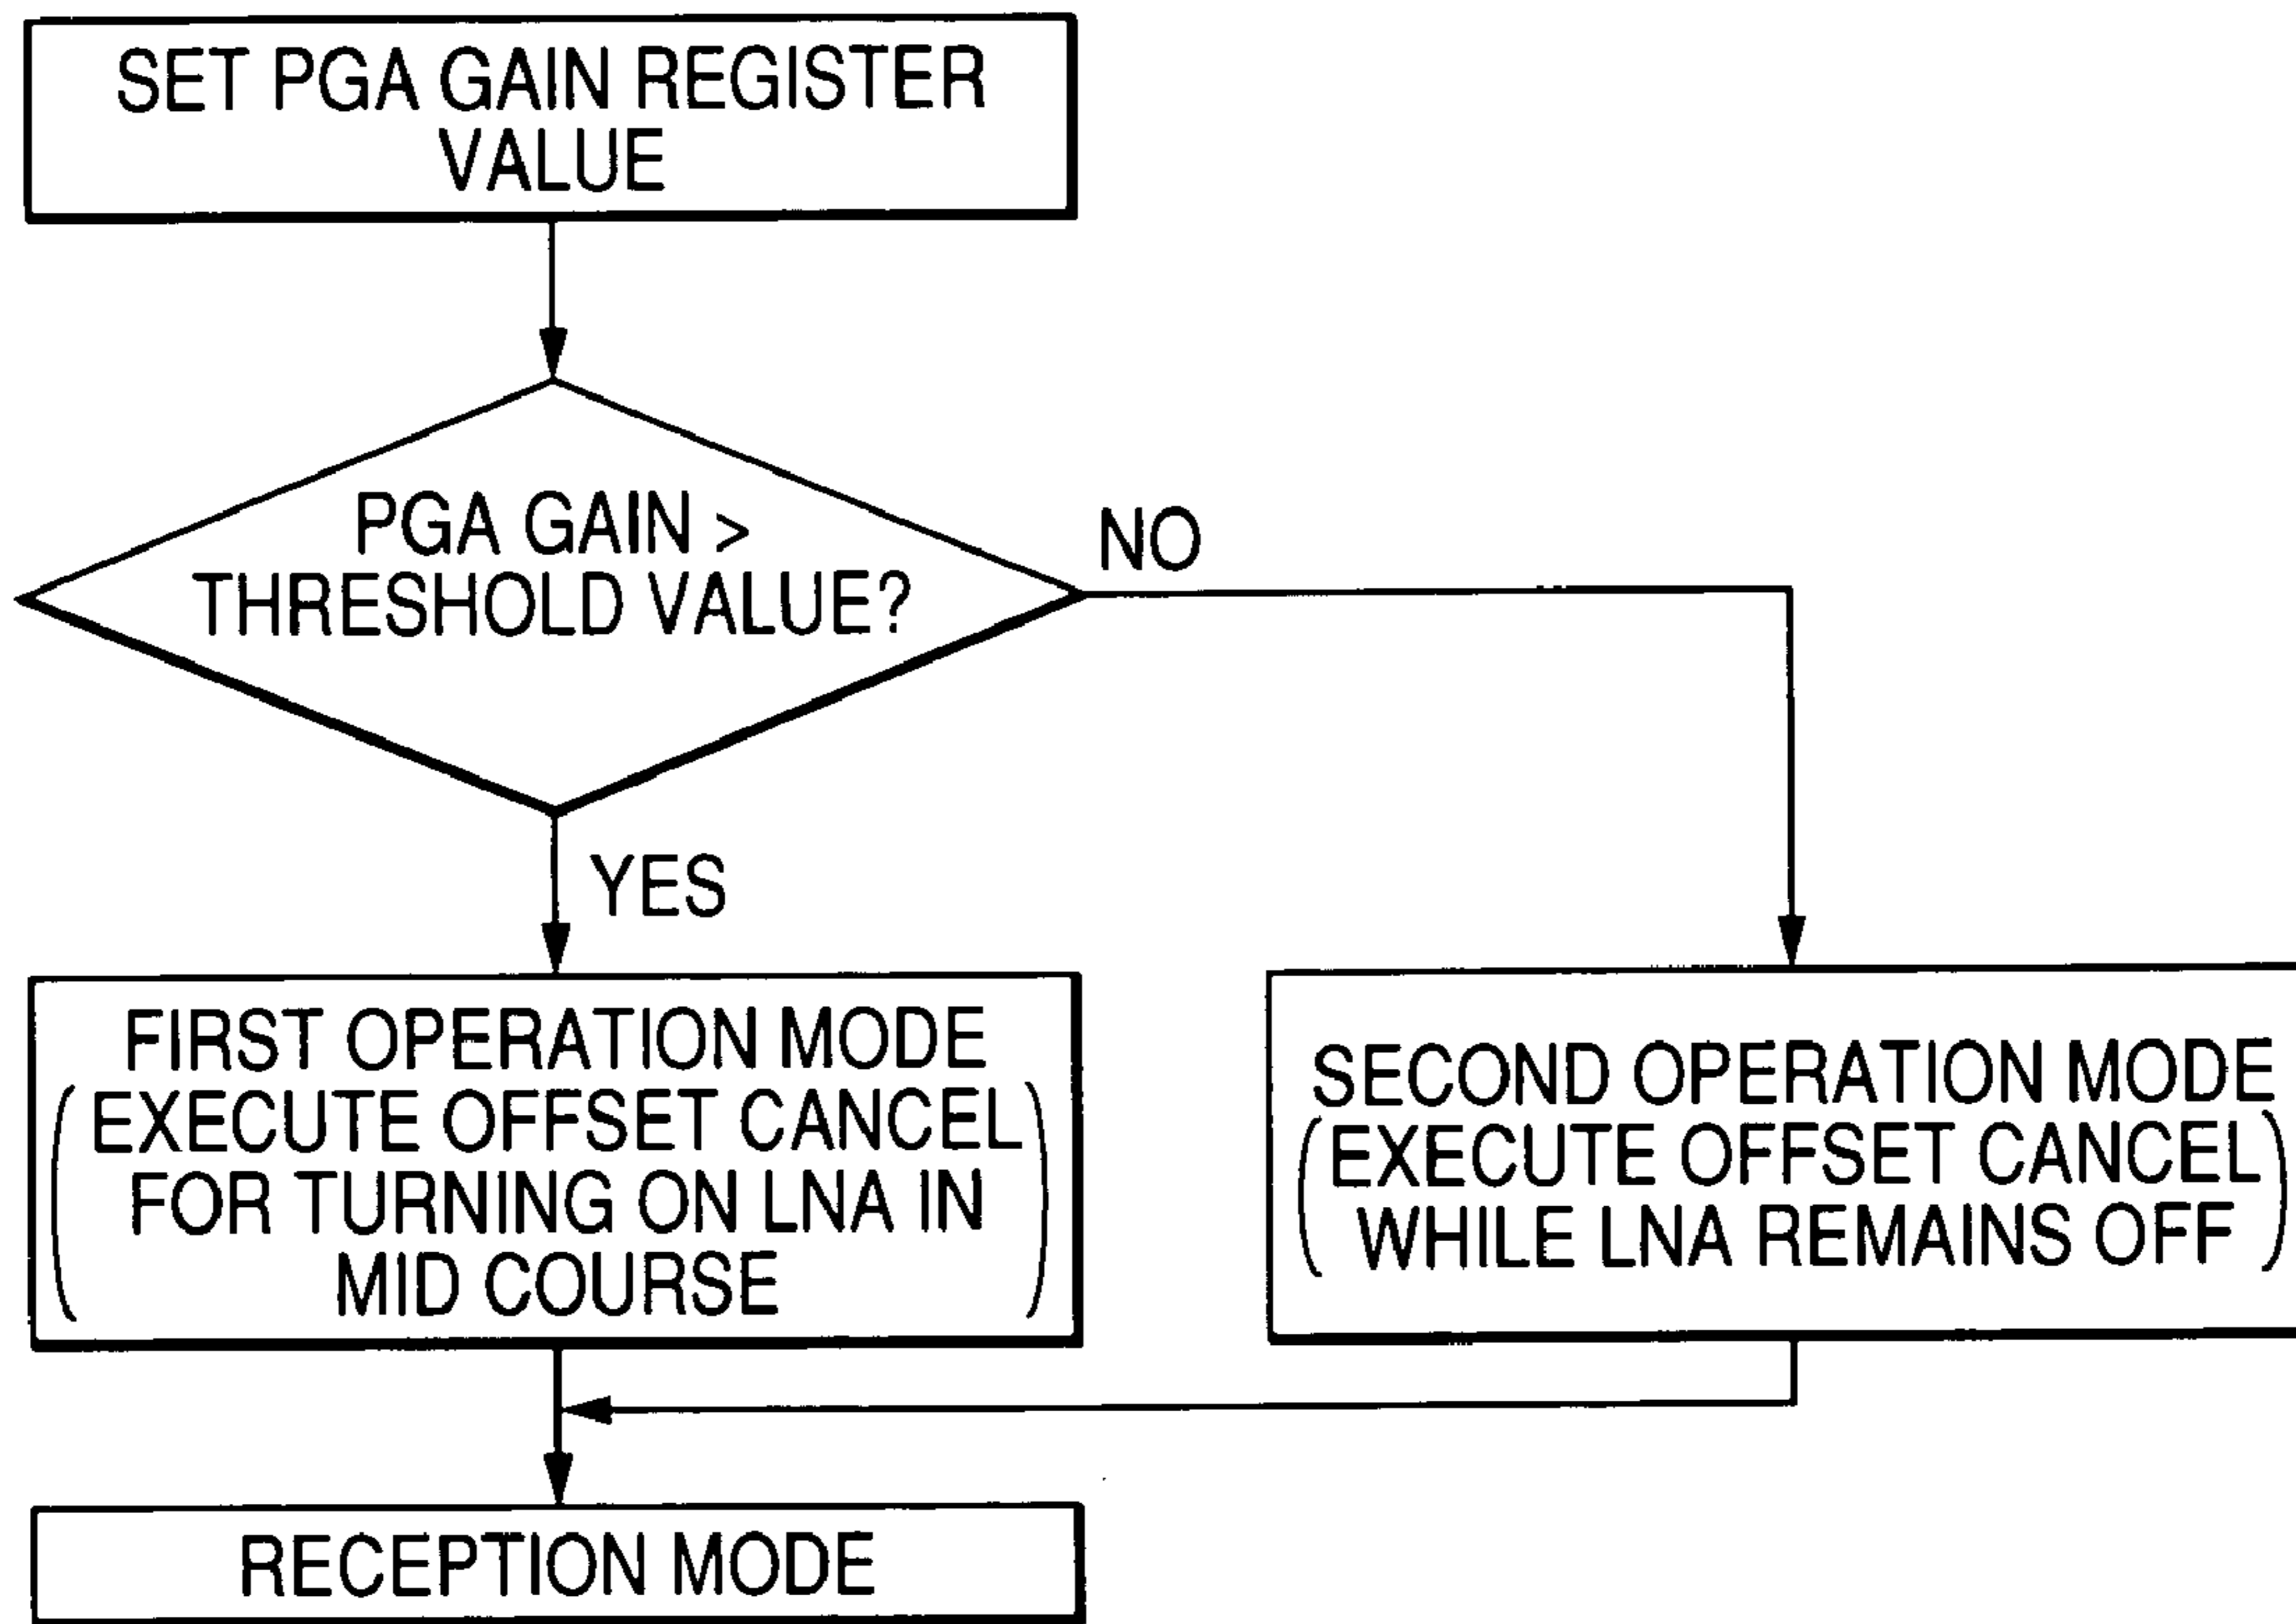 SET PGA GAIN REGISTER
VALUE
PGA GAIN >
THRESHOLD VALUE?
NO
YES
FIRST OPERATION MODE
(EXECUTE OFFSET CANCEL
FOR TURNING ON LNA IN
MID COURSE)
SECOND OPERATION MODE
(EXECUTE OFFSET CANCEL
WHILE LNA REMAINS OFF)
RECEPTION MODE